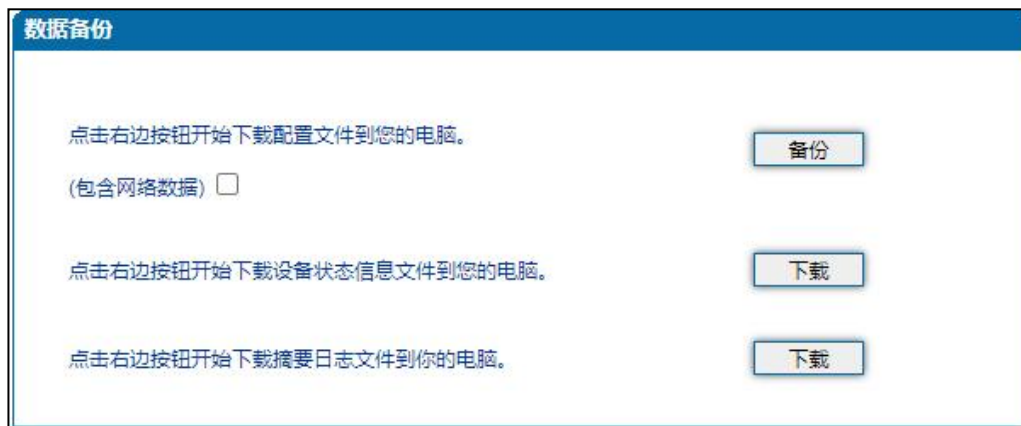 数据备份
点击右边按钮开始下载配置文件到您的电脑。
备份
(包含网络数据)
点击右边按钮开始下载设备状态信息文件到您的电脑。
下载
点击右边按钮开始下载摘要日志文件到你的电脑。
下载